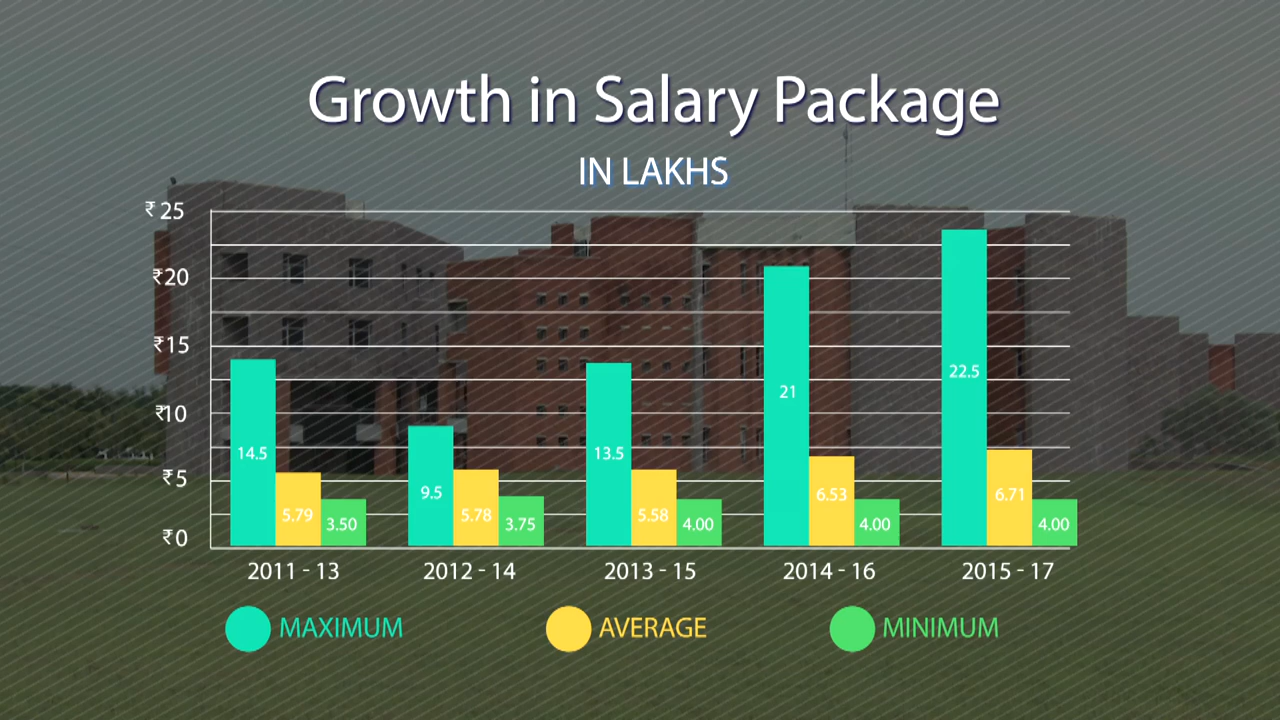 Growth in Salary Package
IN LAKHS
₹ 25
₹20
₹15
₹10
₹5
₹0
14.5
5.79
3.50
9.5
5.78
3.75
13.5
5.58
4.00
21
6.53
4.00
22.5
6.71
4.00
2011 - 13
2012 - 14
2013 - 15
2014 - 16
2015 - 17
MAXIMUM
AVERAGE
MINIMUM